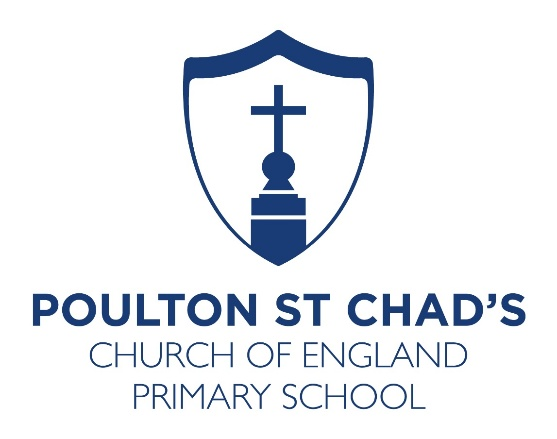 POULTON ST CHAD'S
CHURCH OF ENGLAND
PRIMARY SCHOOL